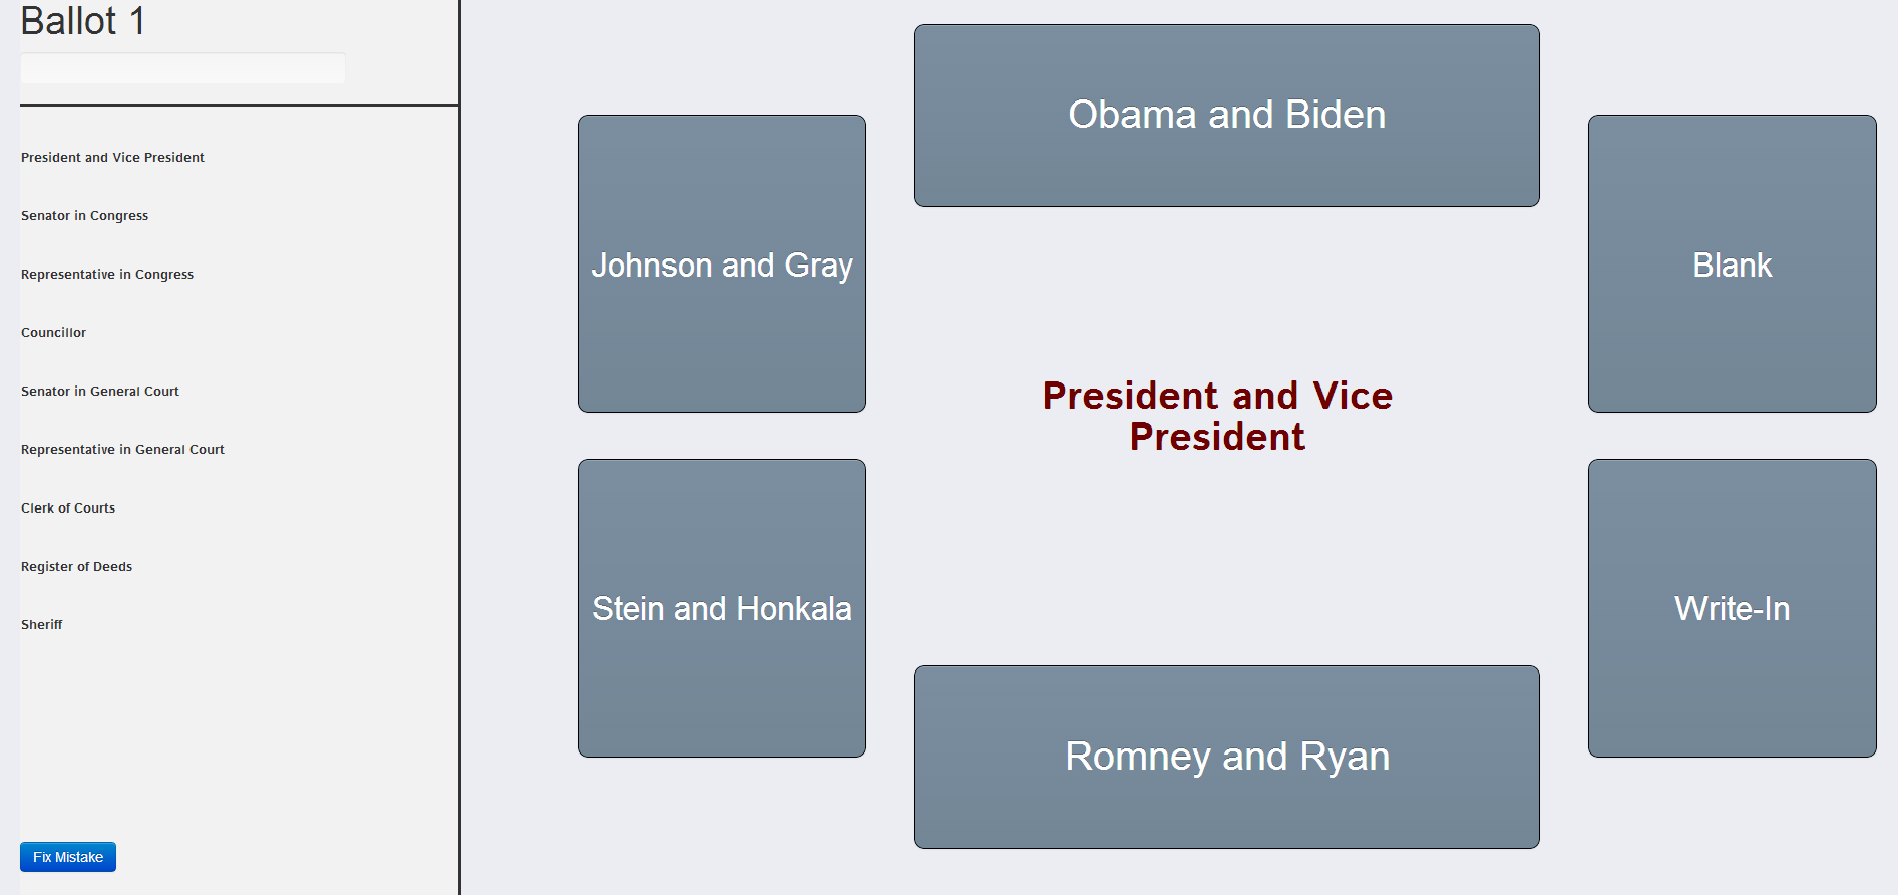 Ballot 1
President and Vice President
Senator in Congress
Representative in Congress
Councillor
Senator in General Court
Representative in General Court
Clerk of Courts
Register of Deeds
Sheriff
Fix Mistake
Obama and Biden
Johnson and Gray
Blank
President and Vice
President
Stein and Honkala
Write-In
Romney and Ryan